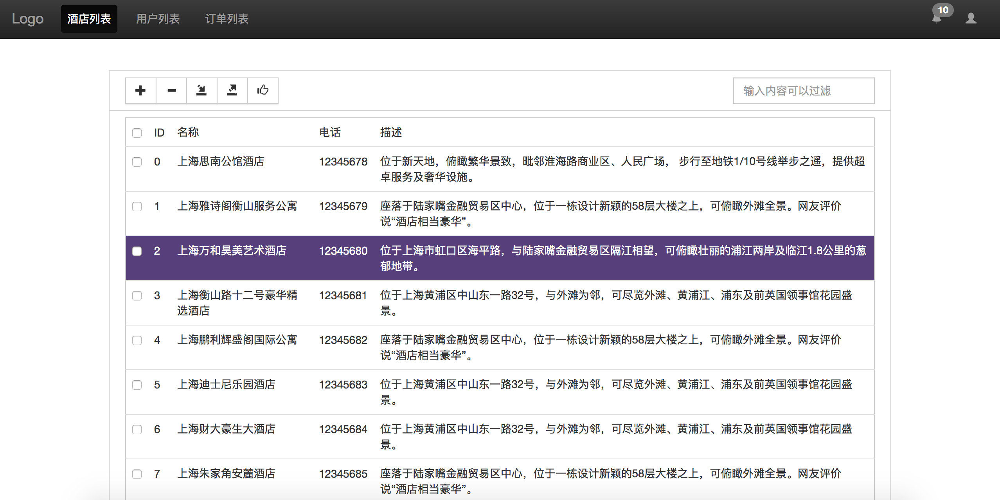 Logo 酒店列表 用户列表 订单列表 10
输入内容可以过滤
ID 名称 电话 描述
0 上海思南公馆酒店 12345678 位于新天地，俯瞰繁华景致，毗邻淮海路商业区、人民广场， 步行至地铁1/10号线举步之遥，提供超
卓服务及奢华设施。
1 上海雅诗阁衡山服务公寓 12345679 座落于陆家嘴金融贸易区中心，位于一栋设计新颖的58层大楼之上，可俯瞰外滩全景。网友评价
说“酒店相当豪华”。
2 上海万和昊美艺术酒店 12345680 位于上海市虹口区海平路，与陆家嘴金融贸易区隔江相望，可俯瞰壮丽的浦江两岸及临江1.8公里的葱
郁地带。
3 上海衡山路十二号豪华精 12345681 位于上海黄浦区中山东一路32号，与外滩为邻，可尽览外滩、黄浦江、浦东及前英国领事馆花园盛
选酒店 景。
4 上海鹏利辉盛阁国际公寓 12345682 座落于陆家嘴金融贸易区中心，位于一栋设计新颖的58层大楼之上，可俯瞰外滩全景。网友评价
说“酒店相当豪华”。
5 上海迪士尼乐园酒店 12345683 位于上海黄浦区中山东一路32号，与外滩为邻，可尽览外滩、黄浦江、浦东及前英国领事馆花园盛
景。
6 上海财大豪生大酒店 12345684 位于上海黄浦区中山东一路32号，与外滩为邻，可尽览外滩、黄浦江、浦东及前英国领事馆花园盛
景。
7 上海朱家角安麓酒店 12345685 座落于陆家嘴金融贸易区中心，位于一栋设计新颖的58层大楼之上，可俯瞰外滩全景。网友评价
说“酒店相当豪华”。